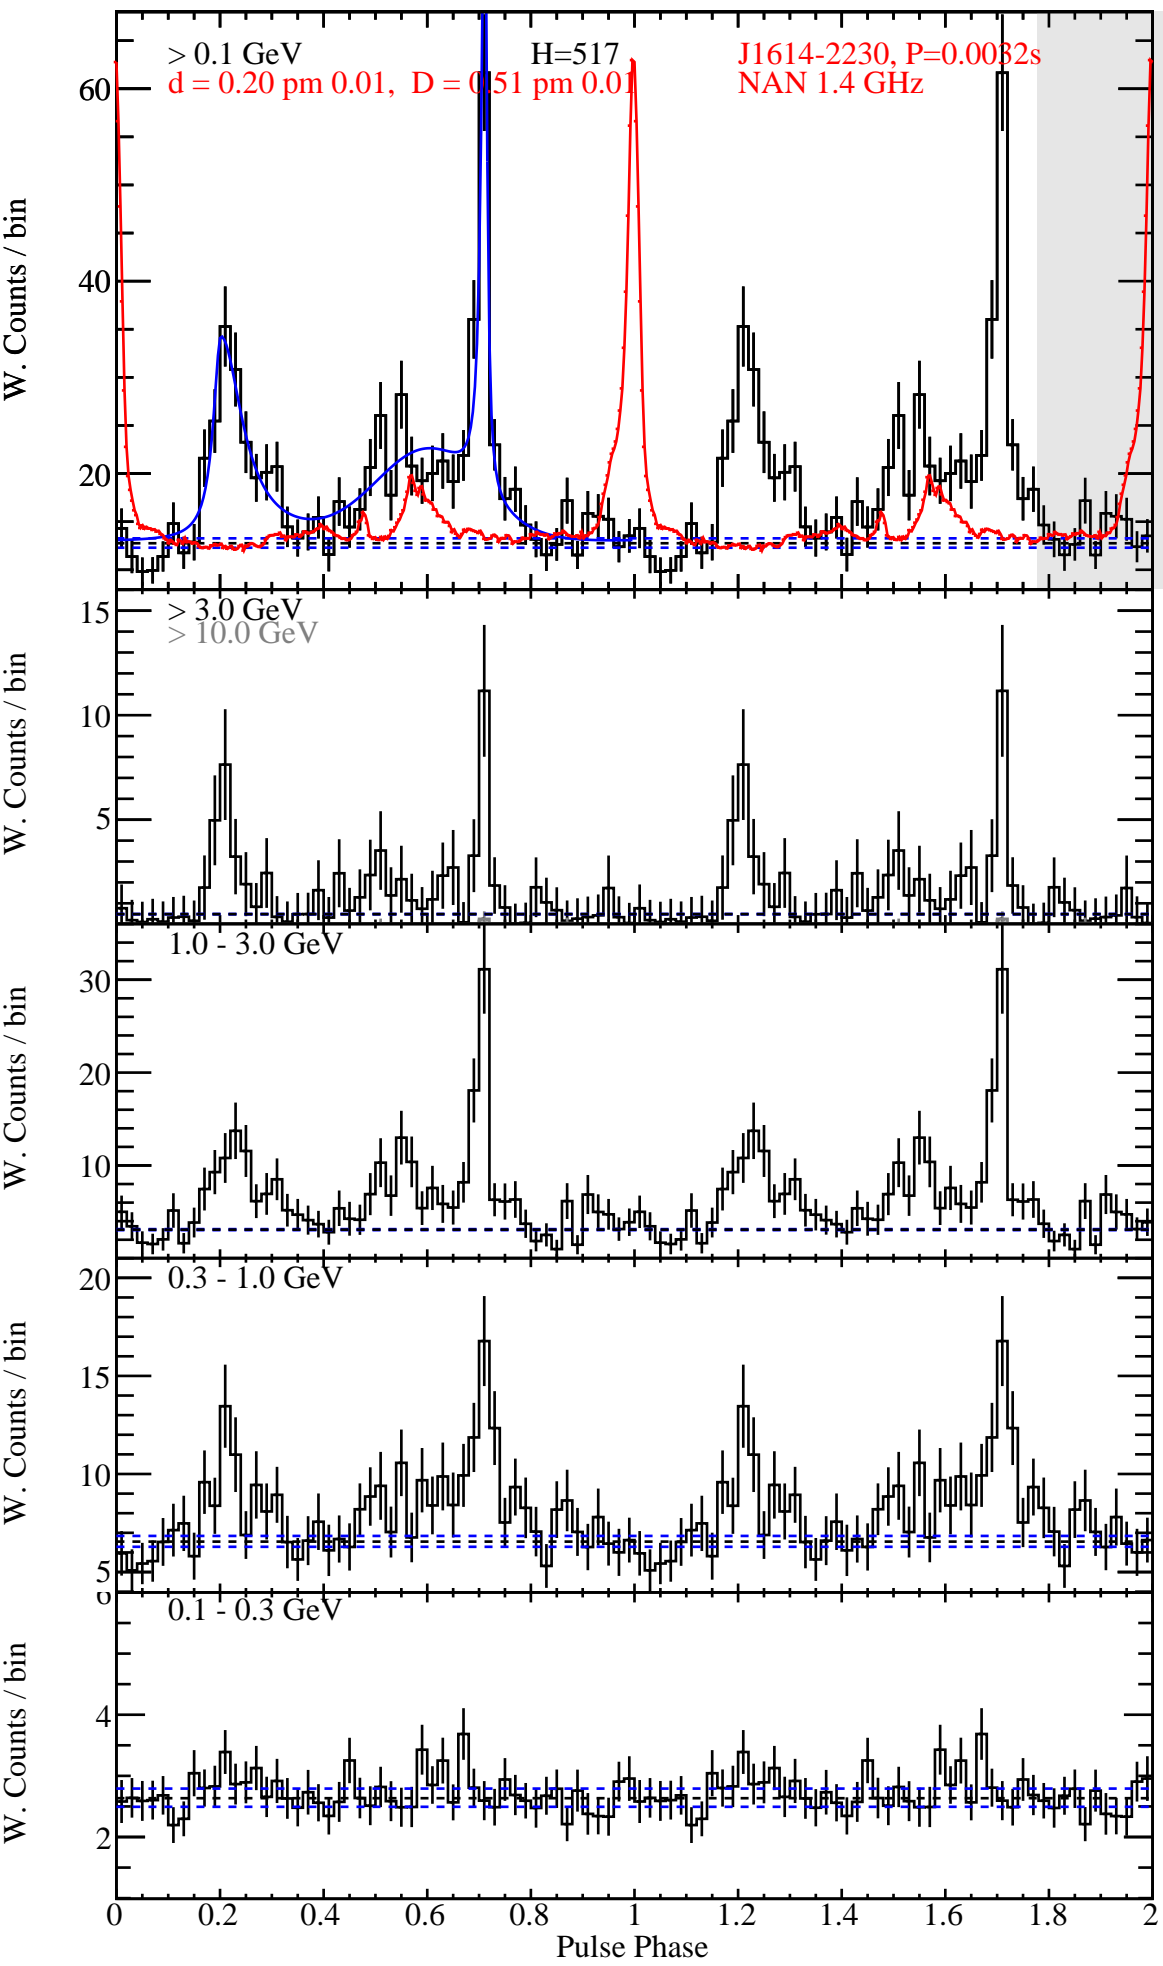 > 0.1 GeV H=517 J1614-2230, P=0.0032s
d = 0.20 pm 0.01, D = 0.51 pm 0.01 NAN 1.4 GHz
W. Counts / bin
60
40
20
> 3.0 GeV
> 10.0 GeV
W. Counts / bin
15
10
5
1.0 - 3.0 GeV
W. Counts / bin
30
20
10
0.3 - 1.0 GeV
W. Counts / bin
20
15
10
5
6
0.1 - 0.3 GeV
W. Counts / bin
4
2
0 0.2 0.4 0.6 0.8 1 1.2 1.4 1.6 1.8 2
Pulse Phase